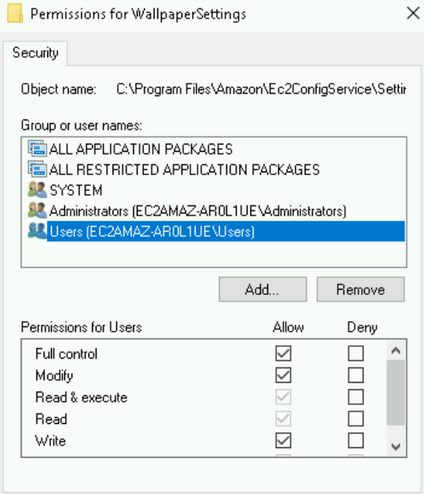 Permissions for WallpaperSettings
Security
Object name: C:\Program Files\Amazon\Ec2ConfigService\Settir
Group or user names:
ALL APPLICATION PACKAGES
ALL RESTRICTED APPLICATION PACKAGES
SYSTEM
Administrators (EC2AMAZ-AR0L1UE\Administrators)
Users (EC2AMAZ-AR0L1UE\Users)
Add... Remove
Permissions for Users Allow Deny
Full control
Modify
Read & execute
Read
Write